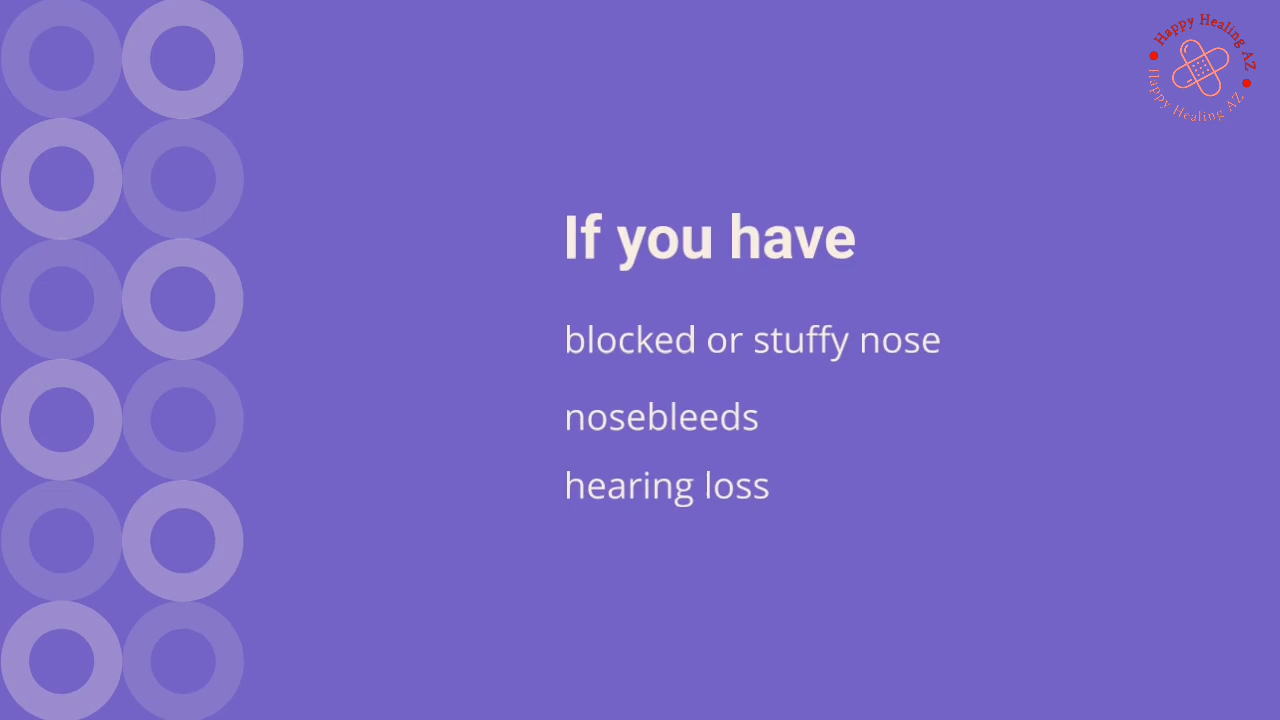 Happy Healing AZ
Happy Healing AZ
If you have
blocked or stuffy nose
nosebleeds
hearing loss